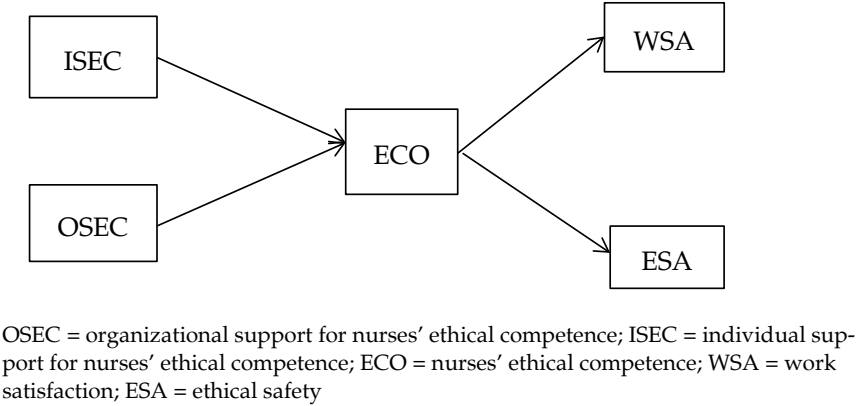 ISEC
WSA
ECO
OSEC
ESA
OSEC = organizational support for nurses’ ethical competence; ISEC = individual sup-
port for nurses’ ethical competence; ECO = nurses’ ethical competence; WSA = work
satisfaction; ESA = ethical safety